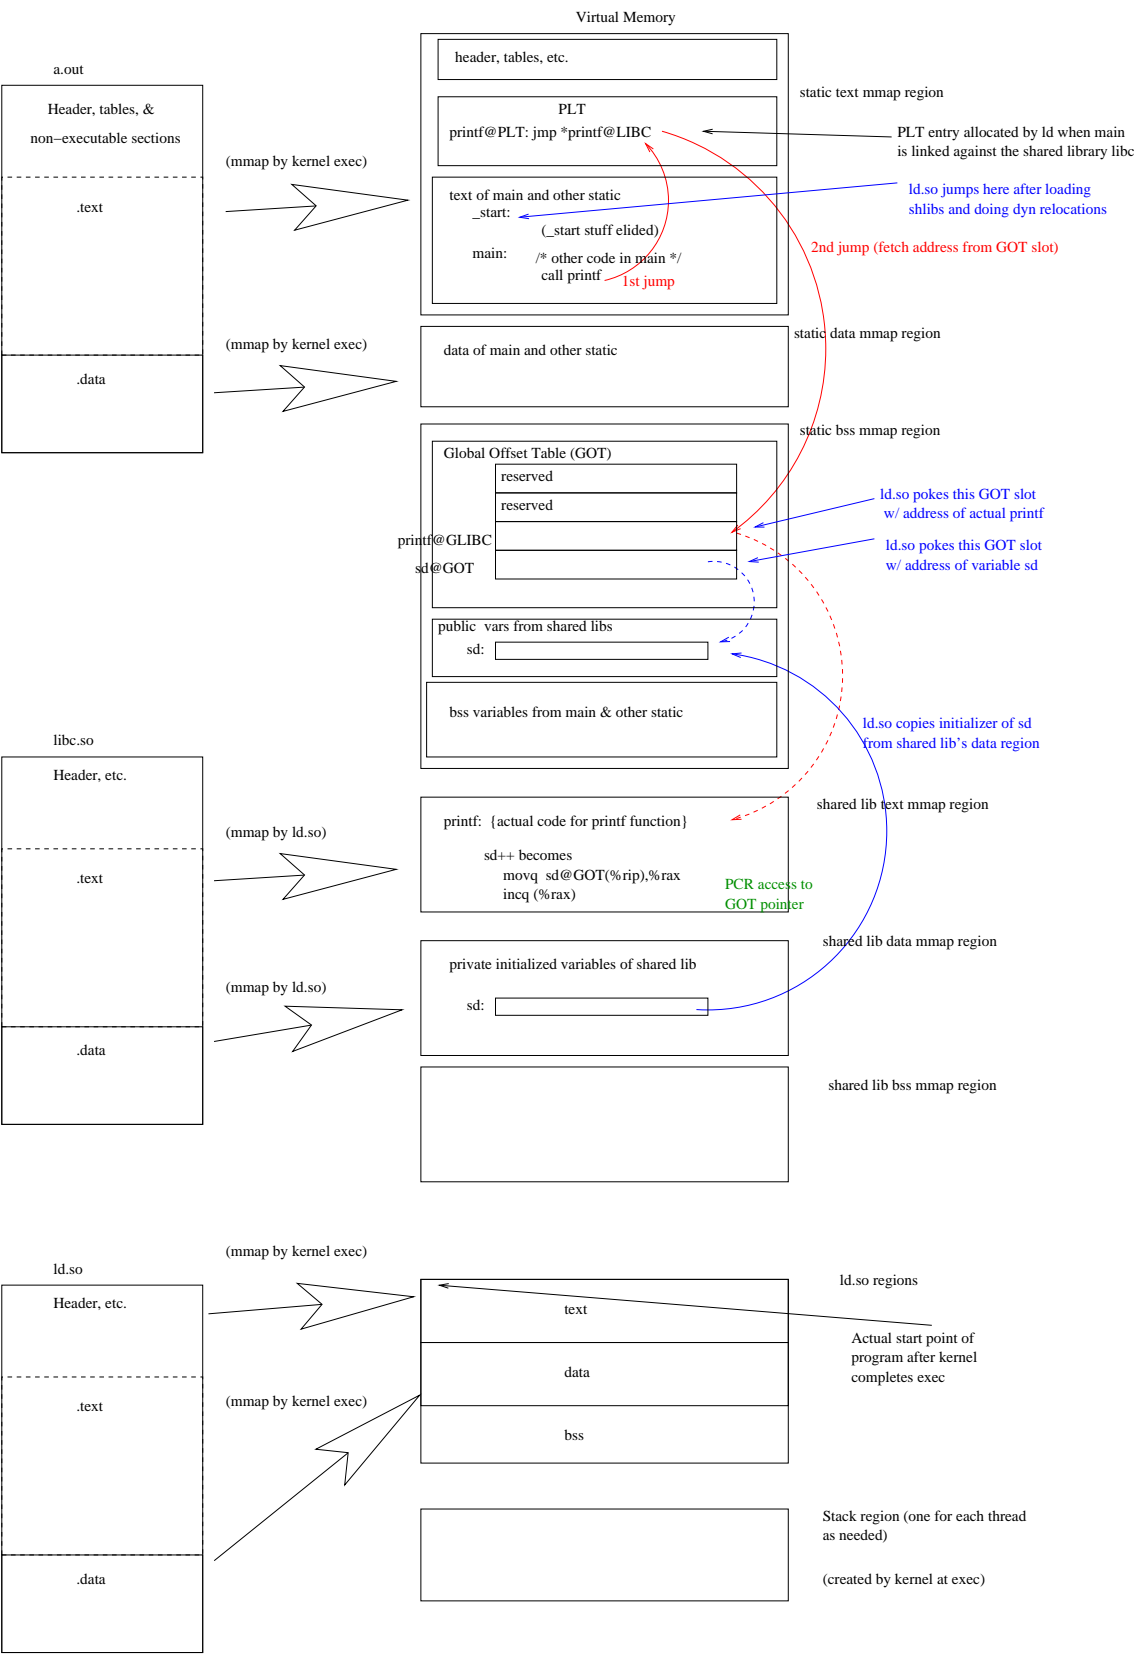 Virtual Memory
header, tables, etc.
a.out
static text mmap region
Header, tables, &
non−executable sections
PLT
printf@PLT: jmp *printf@LIBC
PLT entry allocated by ld when main
is linked against the shared library libc
(mmap by kernel exec)
.text
text of main and other static
_start:
(_start stuff elided)
main:
/* other code in main */
call printf
1st jump
ld.so jumps here after loading
shlibs and doing dyn relocations
2nd jump (fetch address from GOT slot)
(mmap by kernel exec)
static data mmap region
data of main and other static
.data
static bss mmap region
Global Offset Table (GOT)
reserved
reserved
printf@GLIBC
sd@GOT
ld.so pokes this GOT slot
w/ address of actual printf
ld.so pokes this GOT slot
w/ address of variable sd
public vars from shared libs
sd:
bss variables from main & other static
ld.so copies initializer of sd
from shared lib's data region
libc.so
Header, etc.
shared lib text mmap region
(mmap by ld.so)
printf: {actual code for printf function}
sd++ becomes
movq sd@GOT(%rip),%rax
incq (%rax)
PCR access to
GOT pointer
.text
shared lib data mmap region
private initialized variables of shared lib
(mmap by ld.so)
sd:
.data
shared lib bss mmap region
(mmap by kernel exec)
ld.so
Header, etc.
ld.so regions
text
Actual start point of
program after kernel
completes exec
data
(mmap by kernel exec)
.text
bss
Stack region (one for each thread
as needed)
(created by kernel at exec)
.data